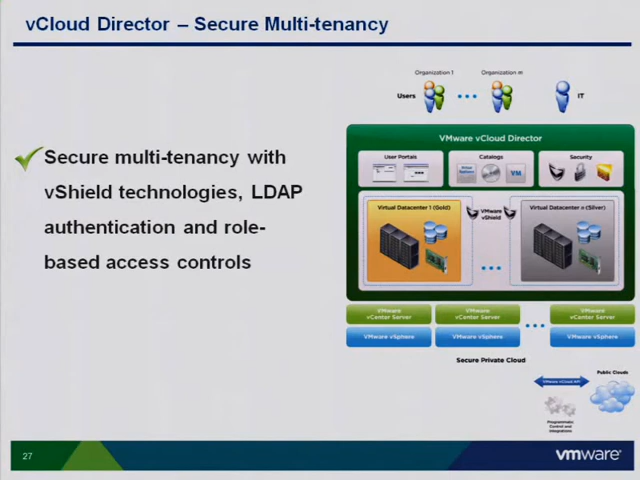 vCloud Director – Secure Multi-tenancy
Secure multi-tenancy with
vShield technologies, LDAP
authentication and role-
based access controls
Organization 1
Organization m
Users
IT
VMware vCloud Director
User Portals
Catalogs
Security
VM
Virtual Datacenter 1 (Gold)
VMware
vShield
Virtual Datacenter n (Silver)
VMware
vCenter Server
VMware
vCenter Server
VMware
vCenter Server
VMware vSphere
VMware vSphere
VMware vSphere
Secure Private Cloud
Public Clouds
VMware vCloud API
Programmatic
Control and
Integrations
27
vmware